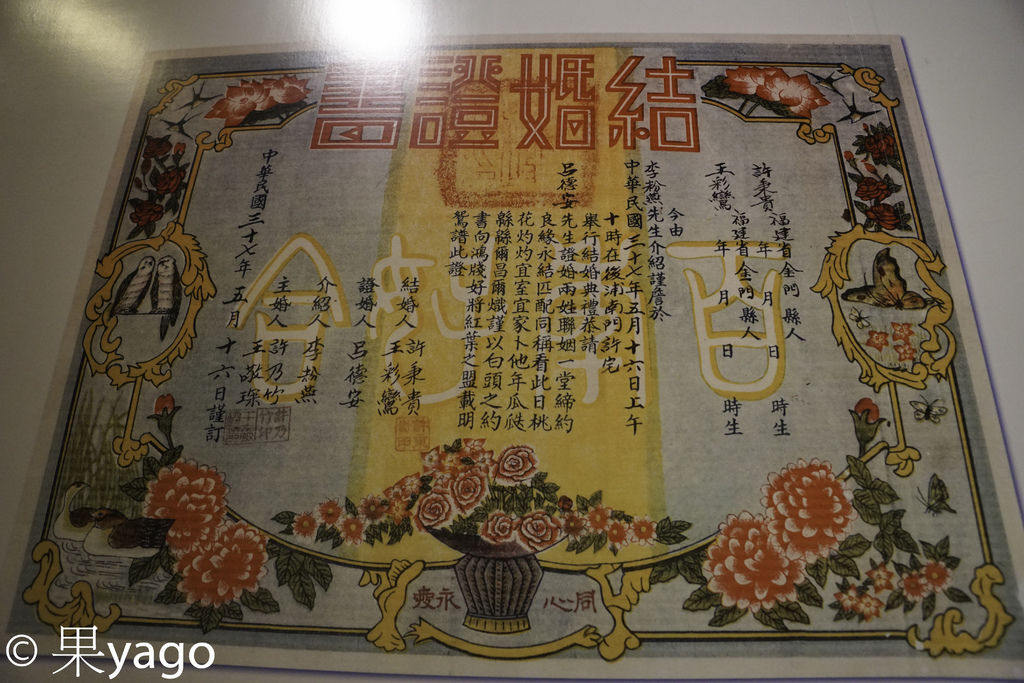 結婚證書
許秉貴福建省金門縣人
年 月 日 時生
王彩鸞福建省金門縣人
年 月 日 時生
今由
李粉燕先生介紹謹詹於
中華民國三十七年五月十六日上午
十時在後浦南門許宅
舉行結婚典禮恭請
呂德安先生證婚兩姓聯姻一堂締約
良緣永結匹配同稱看此日桃
花灼灼宜室宜家卜他年瓜瓞
緜緜爾昌爾熾謹以白頭之約
書向鴻牋好將紅葉之盟載明
鴛譜此證
結婚人 許秉貴
王彩鸞
證婚人 呂德安
介紹人 李粉燕
主婚人 許乃竹
王敬琛
中華民國三十七年 五月 十六日謹訂
百年好合
同心 永愛
© 果yago